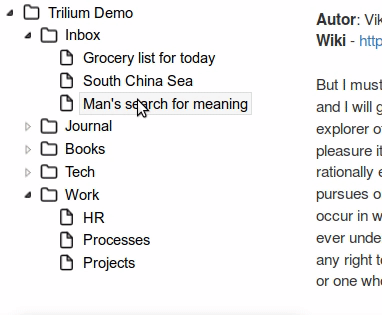 Trilium Demo
Inbox
Grocery list for today
South China Sea
Man's search for meaning
Journal
Books
Tech
Work
HR
Processes
Projects
Autor: Vik
Wiki - http
But I must
and I will g
explorer o
pleasure it
rationally e
pursues o
occur in w
ever unde
any right t
or one who